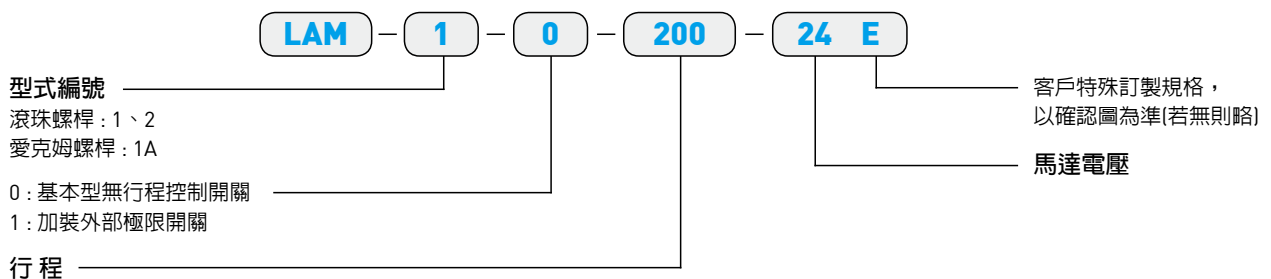 LAM - 1 - 0 - 200 - 24 E
型式編號
滾珠螺桿 : 1、2
愛克姆螺桿 : 1A
0 : 基本型無行程控制開關
1 : 加裝外部極限開關
行 程
客戶特殊訂製規格，
以確認圖為準(若無則略)
馬達電壓